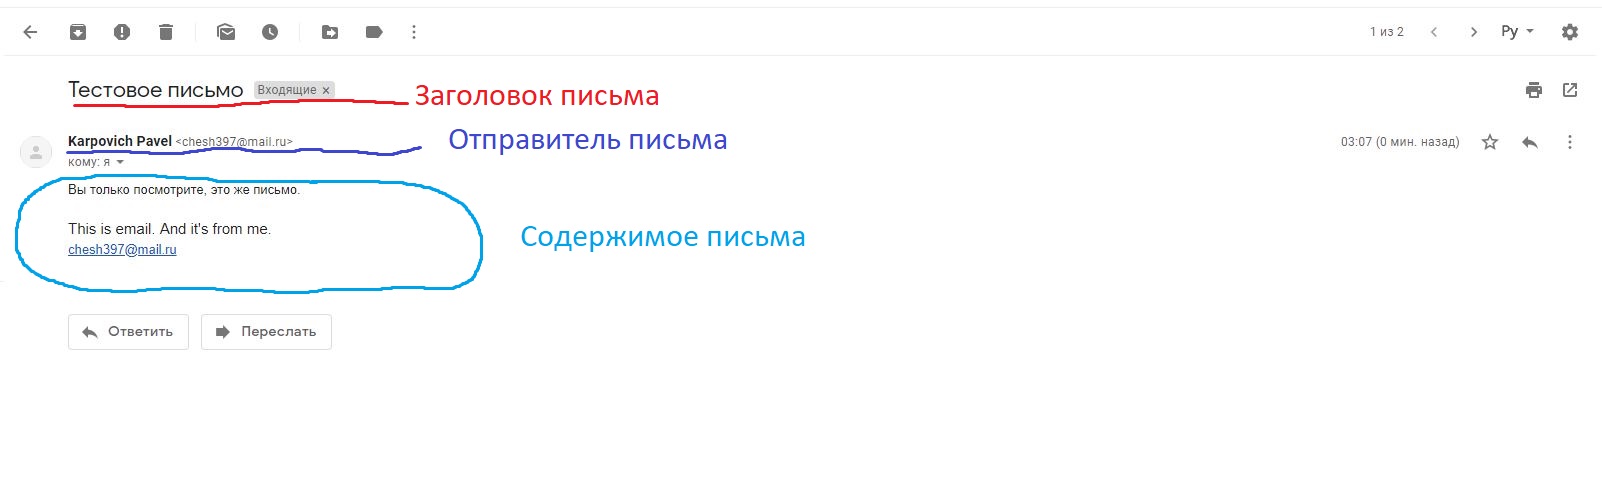 1 из 2
Ру
Тестовое письмо Входящие ×
Заголовок письма
Karpovich Pavel <chesh397@mail.ru>
Отправитель письма
03:07 (0 мин. назад)
кому: я
Вы только посмотрите, это же письмо.
This is email. And it's from me.
chesh397@mail.ru
Содержимое письма
Ответить
Переслать